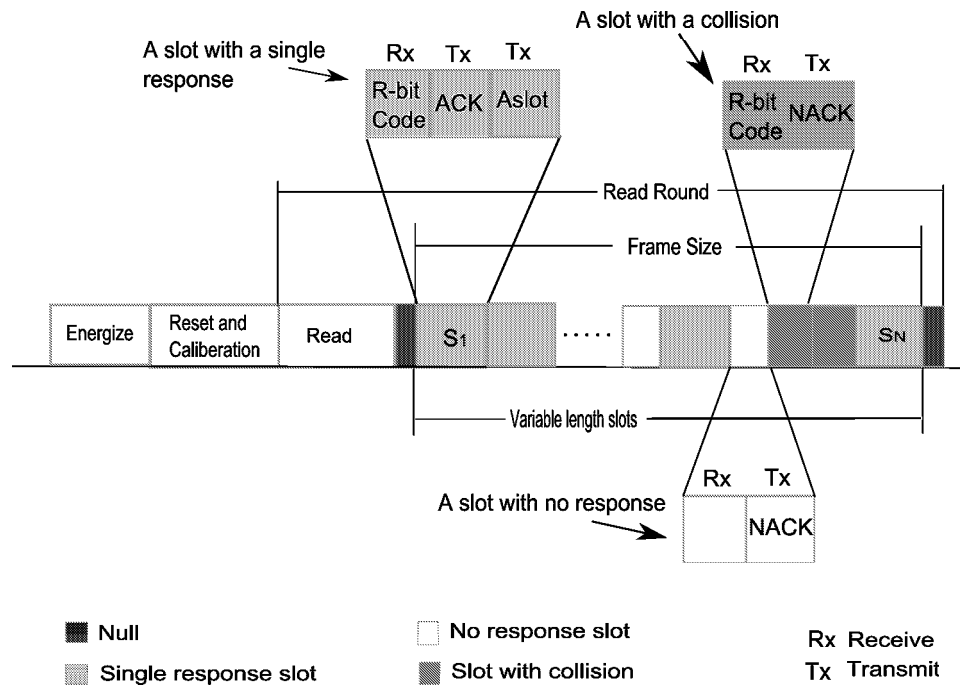 A slot with a collision
A slot with a single
response
Rx Tx Tx
R-bit
Code
ACK
Aslot
Rx Tx
R-bit
Code
NACK
Read Round
Frame Size
Energize
Reset and
Caliberation
Read
S1
.....
SN
Variable length slots
Rx Tx
A slot with no response
NACK
Null
No response slot
Rx Receive
Single response slot
Slot with collision
Tx Transmit